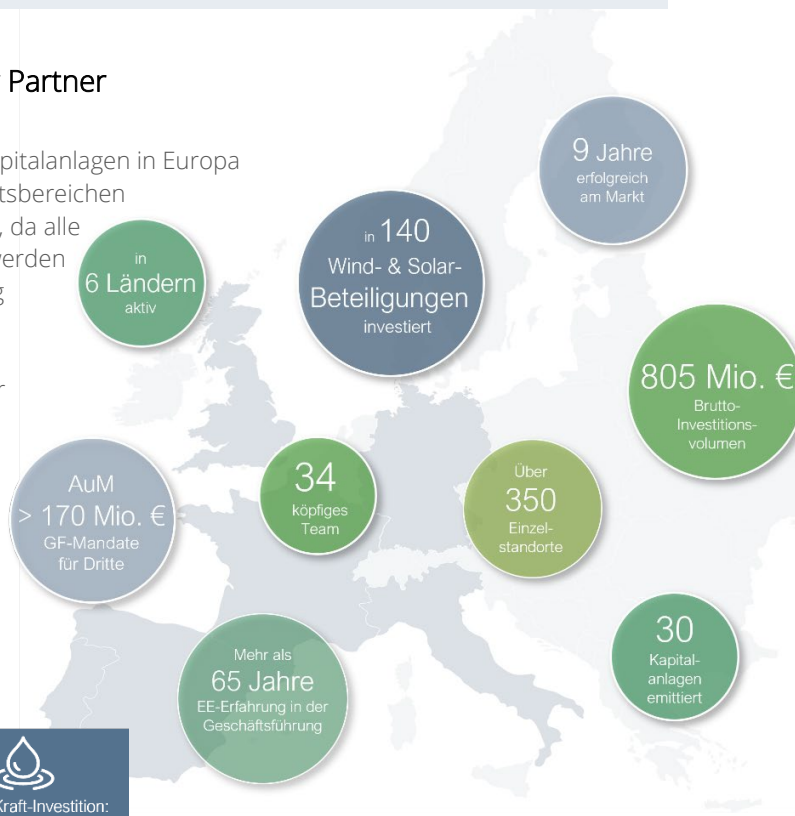 Partner
pitalanlagen in Europa
tsbereichen
, da alle
erden
g
r
9 Jahre
erfolgreich
am Markt
in 140
Wind- & Solar-
Beteiligungen
investiert
in
6 Ländern
aktiv
805 Mio. €
Brutto-
Investitions-
volumen
34
köpfiges
Team
Über
350
Einzel-
standorte
AuM
> 170 Mio. €
GF-Mandate
für Dritte
30
Kapital-
anlagen
emittiert
Mehr als
65 Jahre
EE-Erfahrung in der
Geschäftsführung
Kraft-Investition: